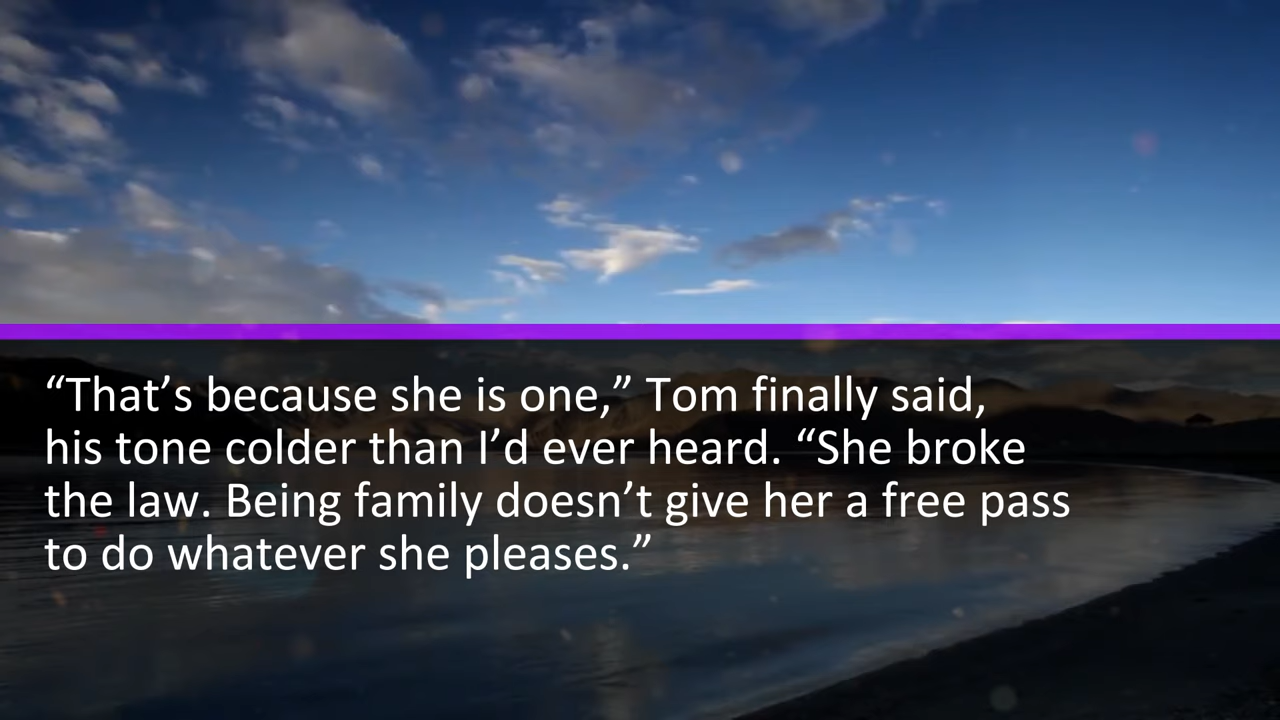 “That’s because she is one,” Tom finally said,
his tone colder than I’d ever heard. “She broke
the law. Being family doesn’t give her a free pass
to do whatever she pleases.”